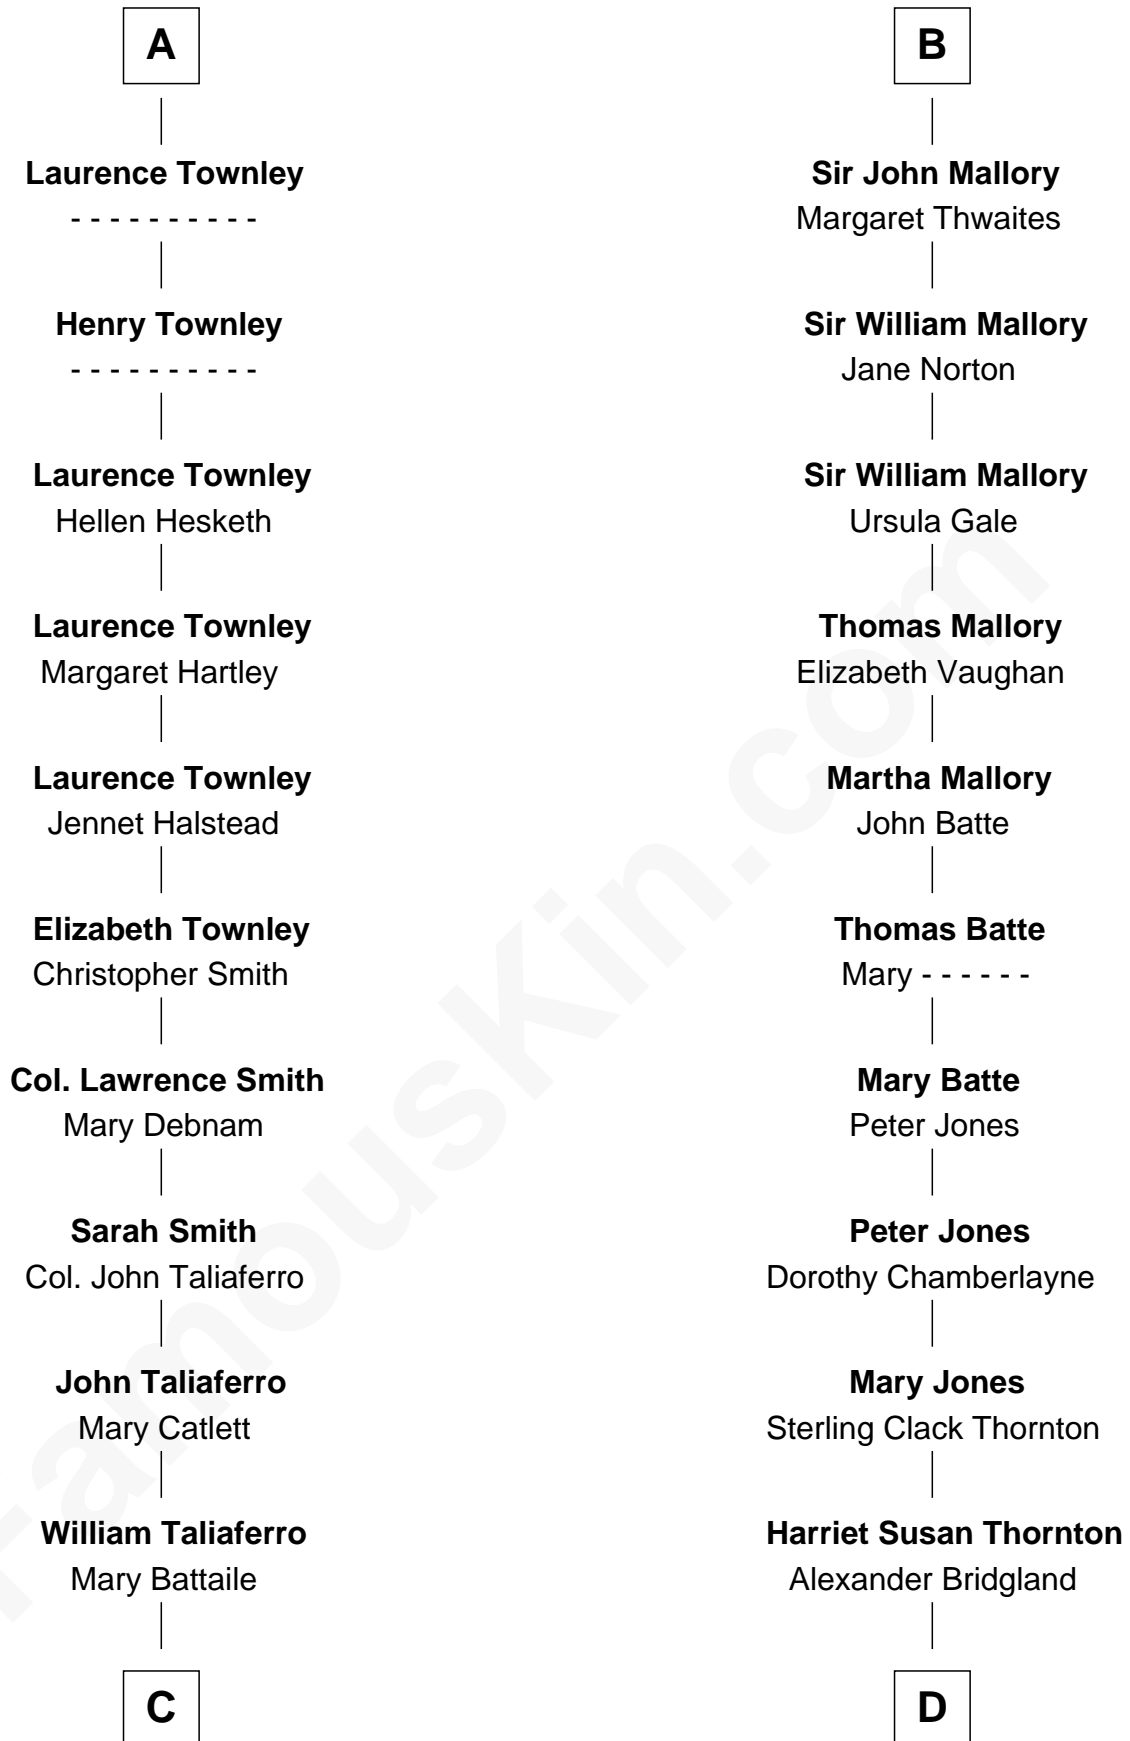 A
Laurence Townley
- - - - - - - - - -
Henry Townley
- - - - - - - - - -
Laurence Townley
Hellen Hesketh
Laurence Townley
Margaret Hartley
Laurence Townley
Jennet Halstead
Elizabeth Townley
Christopher Smith
Col. Lawrence Smith
Mary Debnam
Sarah Smith
Col. John Taliaferro
John Taliaferro
Mary Catlett
William Taliaferro
Mary Battaile
C
B
Sir John Mallory
Margaret Thwaites
Sir William Mallory
Jane Norton
Sir William Mallory
Ursula Gale
Thomas Mallory
Elizabeth Vaughan
Martha Mallory
John Batte
Thomas Batte
Mary - - - - - -
Mary Batte
Peter Jones
Peter Jones
Dorothy Chamberlayne
Mary Jones
Sterling Clack Thornton
Harriet Susan Thornton
Alexander Bridgland
D
FamousKin.com